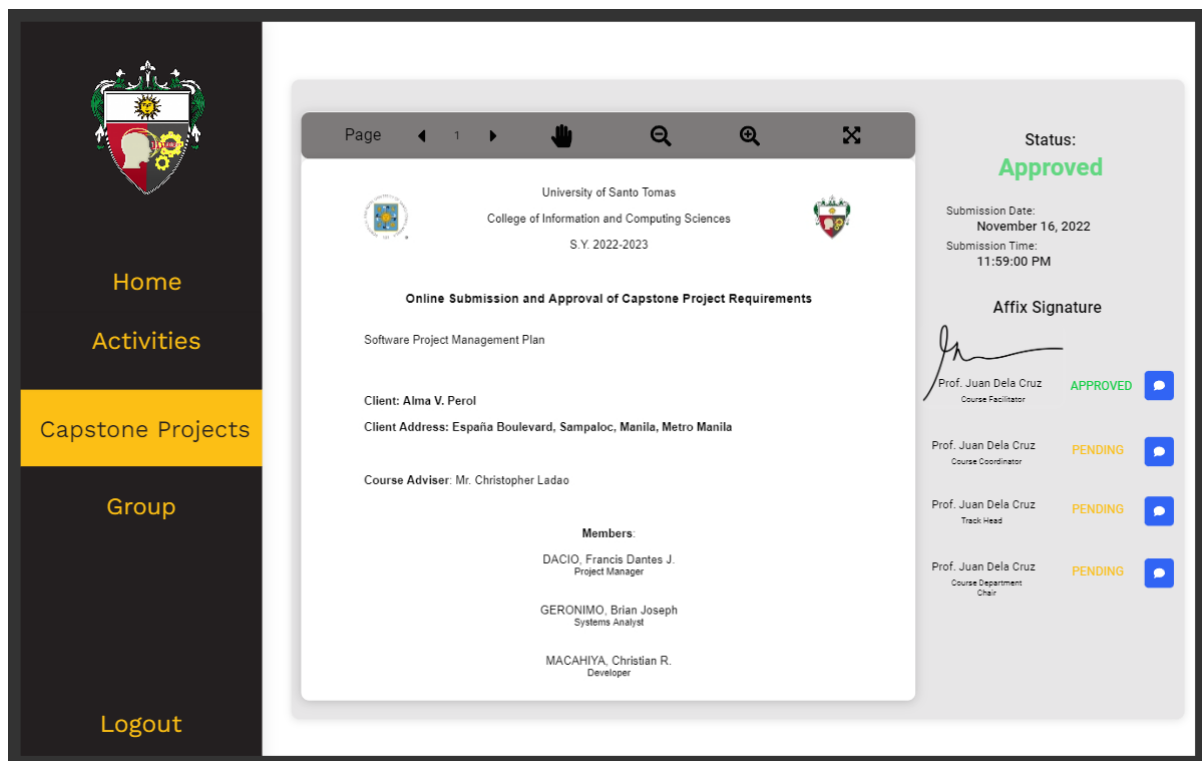 Home
Activities
Capstone Projects
Group
Logout
Page 1
University of Santo Tomas
College of Information and Computing Sciences
S.Y. 2022-2023
Online Submission and Approval of Capstone Project Requirements
Software Project Management Plan
Client: Alma V. Perol
Client Address: España Boulevard, Sampaloc, Manila, Metro Manila
Course Adviser: Mr. Christopher Ladao
Members:
DACIO, Francis Dantes J.
Project Manager
GERONIMO, Brian Joseph
Systems Analyst
MACAHIYA, Christian R.
Developer
Status:
Approved
Submission Date:
November 16, 2022
Submission Time:
11:59:00 PM
Affix Signature
Prof. Juan Dela Cruz APPROVED
Course Facilitator
Prof. Juan Dela Cruz PENDING
Course Coordinator
Prof. Juan Dela Cruz PENDING
Track Head
Prof. Juan Dela Cruz PENDING
Course Department
Chair